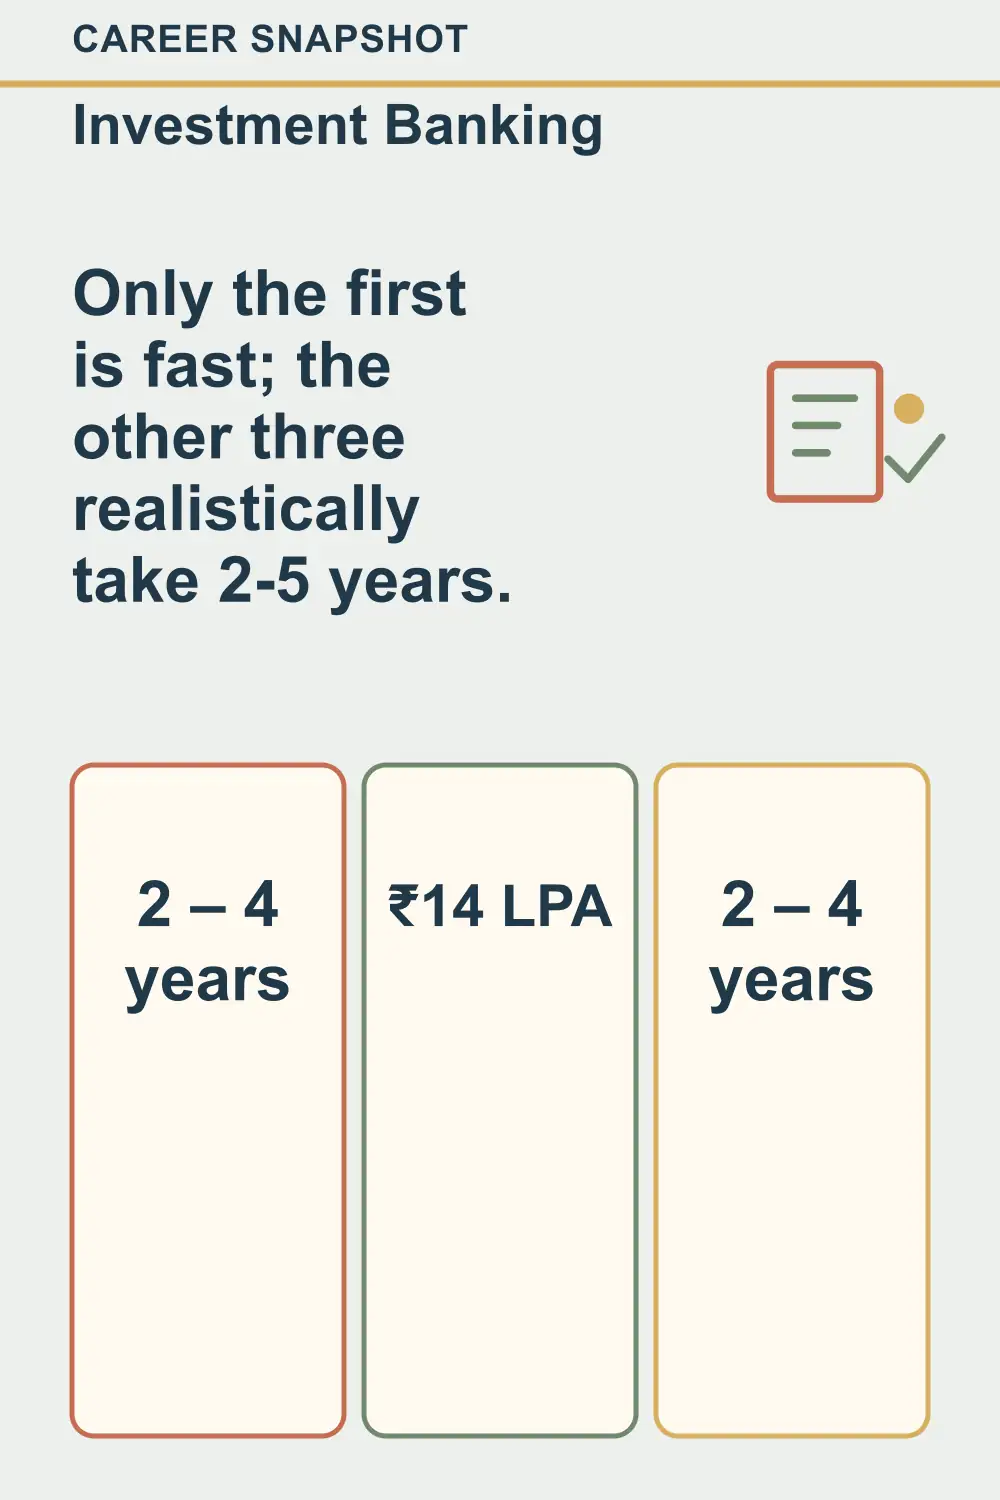 CAREER SNAPSHOT
Investment Banking
Only the first
is fast; the
other three
realistically
take 2-5 years.
2 – 4
years
₹14 LPA
2 – 4
years